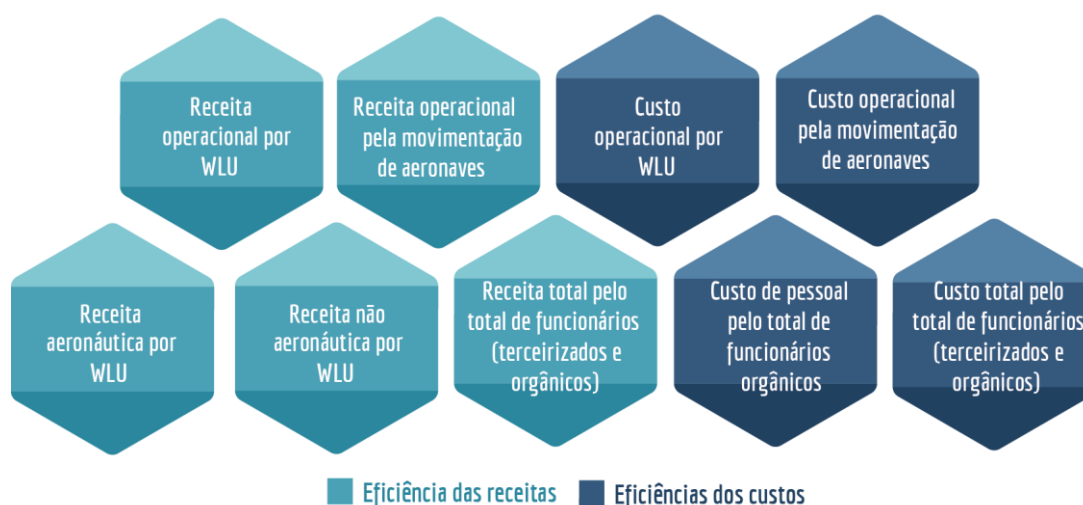 Receita
operacional por
WLU
Receita operacional
pela movimentação
de aeronaves
Custo
operacional por
WLU
Custo operacional
pela movimentação
de aeronaves
Receita
aeronáutica por
WLU
Receita não
aeronáutica por
WLU
Receita total pelo
total de funcionários
(terceirizados e
orgânicos)
Custo de pessoal
pelo total de
funcionários
orgânicos
Custo total pelo
total de funcionários
(terceirizados e
orgânicos)
Eficiência das receitas
Eficiências dos custos